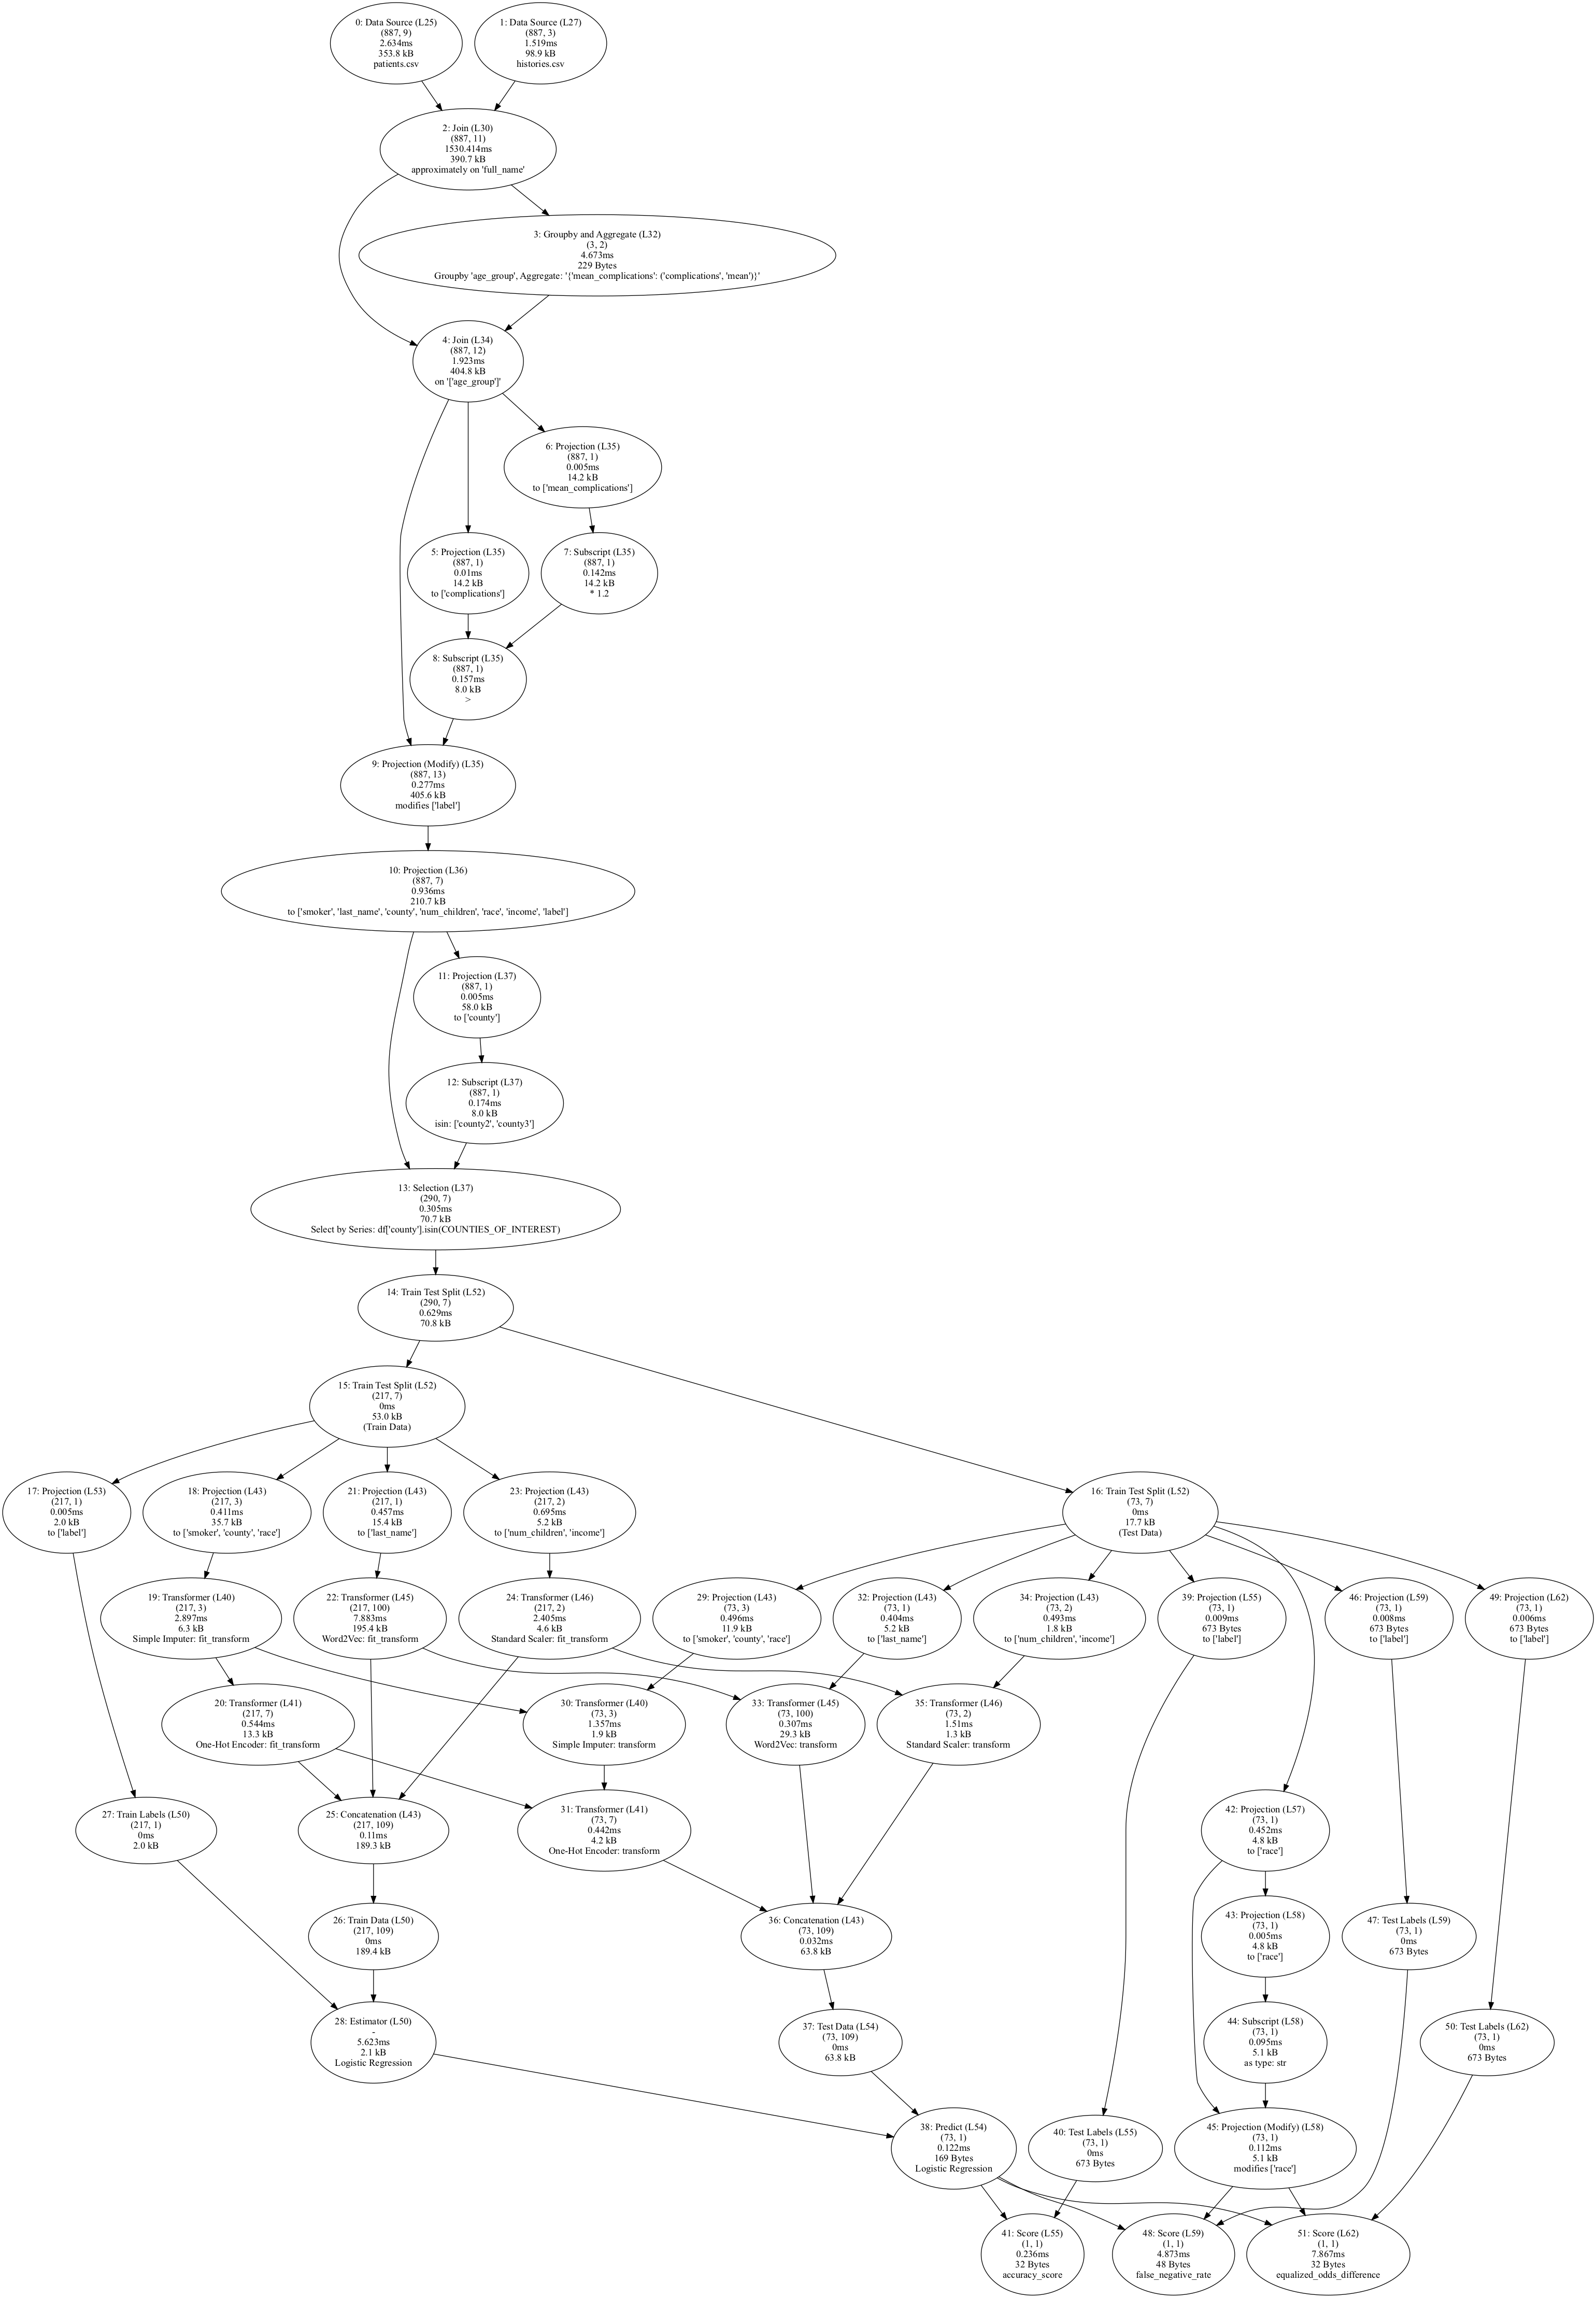 0: Data Source (L25)
(887, 9)
2.634ms
353.8 kB
patients.csv
1: Data Source (L27)
(887, 3)
1.519ms
98.9 kB
histories.csv
2: Join (L30)
(887, 11)
1530.414ms
390.7 kB
approximately on 'full_name'
3: Groupby and Aggregate (L32)
(3, 2)
4.673ms
229 Bytes
Groupby 'age_group', Aggregate: '{'mean_complications': ('complications', 'mean')}'
4: Join (L34)
(887, 12)
1.923ms
404.8 kB
on '['age_group']'
6: Projection (L35)
(887, 1)
0.005ms
14.2 kB
to ['mean_complications']
5: Projection (L35)
(887, 1)
0.01ms
14.2 kB
to ['complications']
7: Subscript (L35)
(887, 1)
0.142ms
14.2 kB
* 1.2
8: Subscript (L35)
(887, 1)
0.157ms
8.0 kB
>
9: Projection (Modify) (L35)
(887, 13)
0.277ms
405.6 kB
modifies ['label']
10: Projection (L36)
(887, 7)
0.936ms
210.7 kB
to ['smoker', 'last_name', 'county', 'num_children', 'race', 'income', 'label']
11: Projection (L37)
(887, 1)
0.005ms
58.0 kB
to ['county']
12: Subscript (L37)
(887, 1)
0.174ms
8.0 kB
isin: ['county2', 'county3']
13: Selection (L37)
(290, 7)
0.305ms
70.7 kB
Select by Series: df['county'].isin(COUNTIES_OF_INTEREST)
14: Train Test Split (L52)
(290, 7)
0.629ms
70.8 kB
15: Train Test Split (L52)
(217, 7)
0ms
53.0 kB
(Train Data)
17: Projection (L53)
(217, 1)
0.005ms
2.0 kB
to ['label']
18: Projection (L43)
(217, 3)
0.411ms
35.7 kB
to ['smoker', 'county', 'race']
21: Projection (L43)
(217, 1)
0.457ms
15.4 kB
to ['last_name']
23: Projection (L43)
(217, 2)
0.695ms
5.2 kB
to ['num_children', 'income']
16: Train Test Split (L52)
(73, 7)
0ms
17.7 kB
(Test Data)
19: Transformer (L40)
(217, 3)
2.897ms
6.3 kB
Simple Imputer: fit_transform
22: Transformer (L45)
(217, 100)
7.883ms
195.4 kB
Word2Vec: fit_transform
24: Transformer (L46)
(217, 2)
2.405ms
4.6 kB
Standard Scaler: fit_transform
29: Projection (L43)
(73, 3)
0.496ms
11.9 kB
to ['smoker', 'county', 'race']
32: Projection (L43)
(73, 1)
0.404ms
5.2 kB
to ['last_name']
34: Projection (L43)
(73, 2)
0.493ms
1.8 kB
to ['num_children', 'income']
39: Projection (L55)
(73, 1)
0.009ms
673 Bytes
to ['label']
46: Projection (L59)
(73, 1)
0.008ms
673 Bytes
to ['label']
49: Projection (L62)
(73, 1)
0.006ms
673 Bytes
to ['label']
20: Transformer (L41)
(217, 7)
0.544ms
13.3 kB
One-Hot Encoder: fit_transform
30: Transformer (L40)
(73, 3)
1.357ms
1.9 kB
Simple Imputer: transform
33: Transformer (L45)
(73, 100)
0.307ms
29.3 kB
Word2Vec: transform
35: Transformer (L46)
(73, 2)
1.51ms
1.3 kB
Standard Scaler: transform
27: Train Labels (L50)
(217, 1)
0ms
2.0 kB
25: Concatenation (L43)
(217, 109)
0.11ms
189.3 kB
31: Transformer (L41)
(73, 7)
0.442ms
4.2 kB
One-Hot Encoder: transform
42: Projection (L57)
(73, 1)
0.452ms
4.8 kB
to ['race']
26: Train Data (L50)
(217, 109)
0ms
189.4 kB
36: Concatenation (L43)
(73, 109)
0.032ms
63.8 kB
43: Projection (L58)
(73, 1)
0.005ms
4.8 kB
to ['race']
47: Test Labels (L59)
(73, 1)
0ms
673 Bytes
28: Estimator (L50)
-
5.623ms
2.1 kB
Logistic Regression
37: Test Data (L54)
(73, 109)
0ms
63.8 kB
44: Subscript (L58)
(73, 1)
0.095ms
5.1 kB
as type: str
50: Test Labels (L62)
(73, 1)
0ms
673 Bytes
38: Predict (L54)
(73, 1)
0.122ms
169 Bytes
Logistic Regression
40: Test Labels (L55)
(73, 1)
0ms
673 Bytes
45: Projection (Modify) (L58)
(73, 1)
0.112ms
5.1 kB
modifies ['race']
41: Score (L55)
(1, 1)
0.236ms
32 Bytes
accuracy_score
48: Score (L59)
(1, 1)
4.873ms
48 Bytes
false_negative_rate
51: Score (L62)
(1, 1)
7.867ms
32 Bytes
equalized_odds_difference